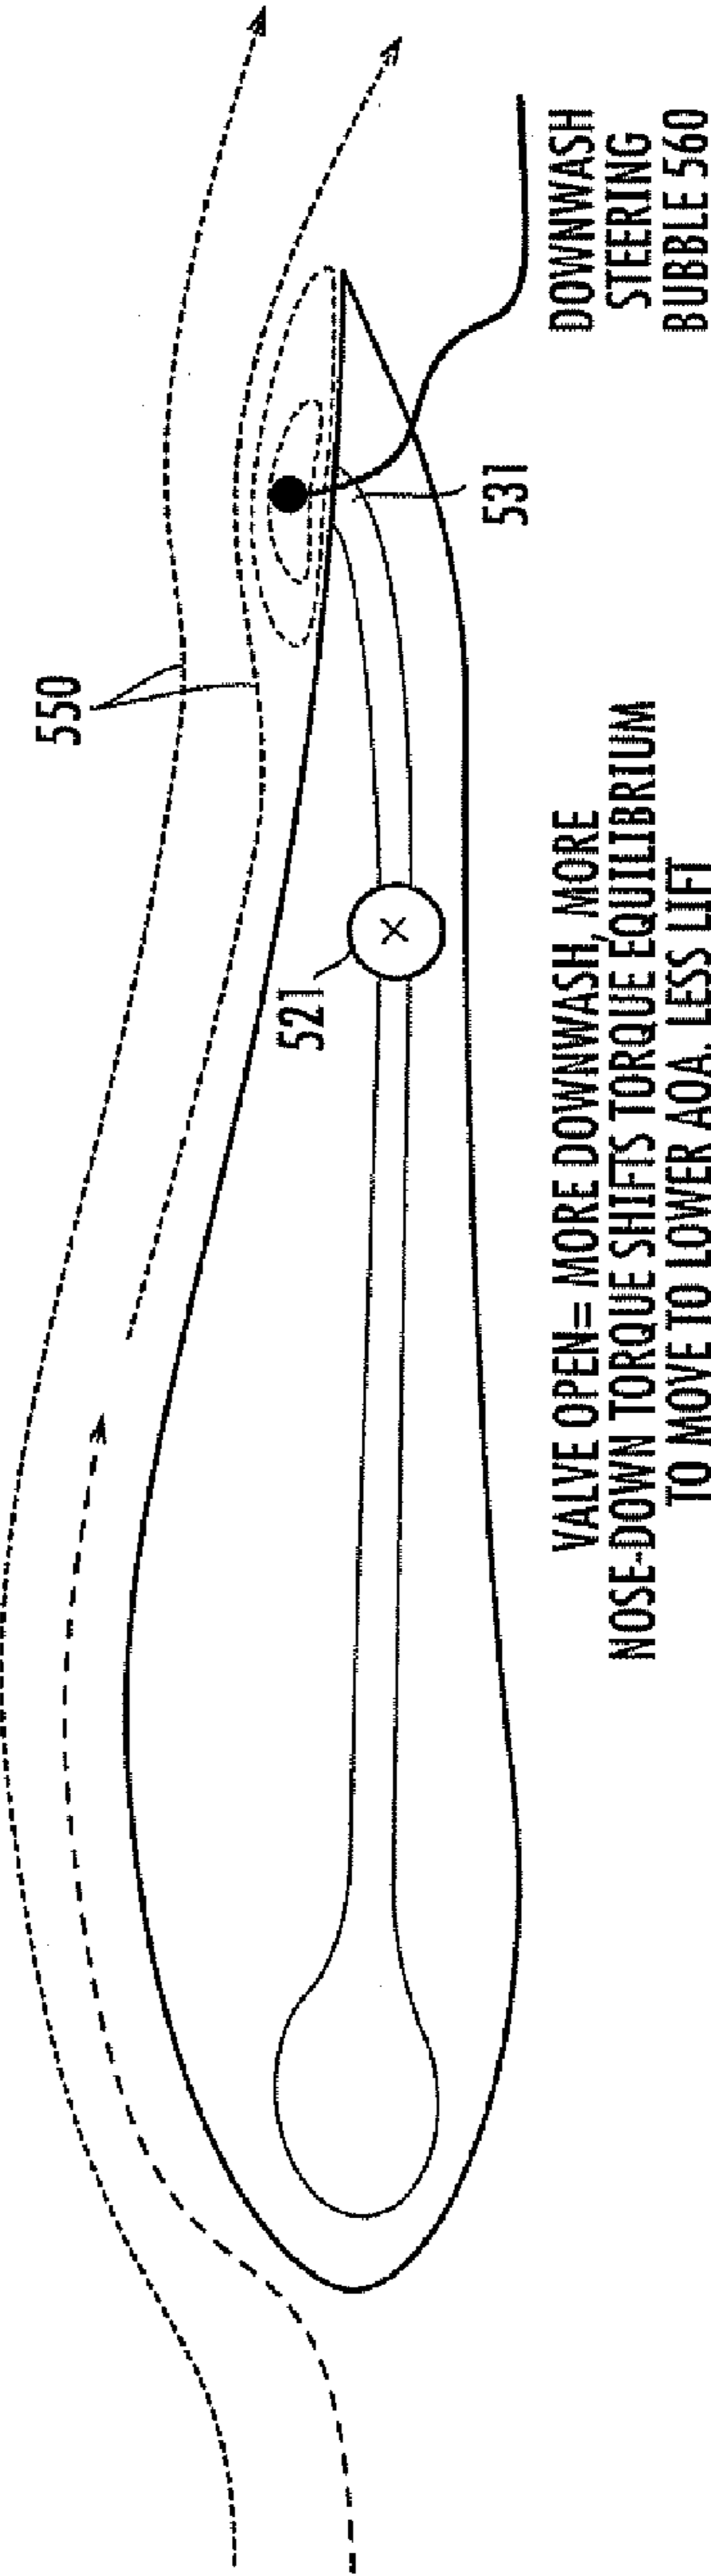 550
521
531
DOWNWASH
STEERING
BUBBLE 560
VALVE OPEN= MORE DOWNWASH, MORE
NOSE-DOWN TORQUE SHIFTS TORQUE EQUILIBRIUM
TO MOVE TO LOWER AOA, LESS LIFT